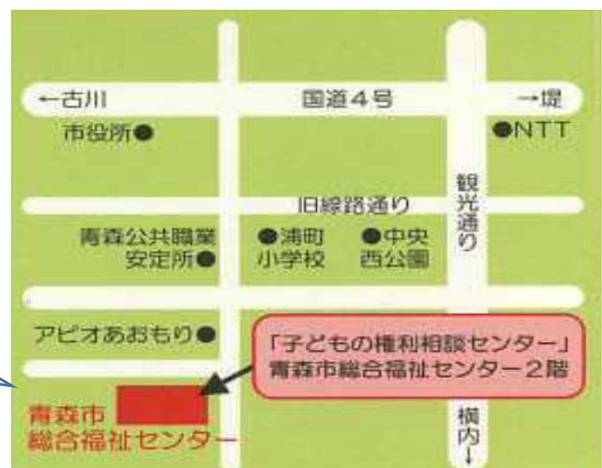 ←古川
国道4号
→堤
市役所●
●NTT
観光通り
旧線路通り
青森公共職業
安定所●
●浦町
小学校
●中央
西公園
アピオあおもり●
「子どもの権利相談センター」
青森市総合福祉センター2階
青森市
総合福祉センター
横内↓